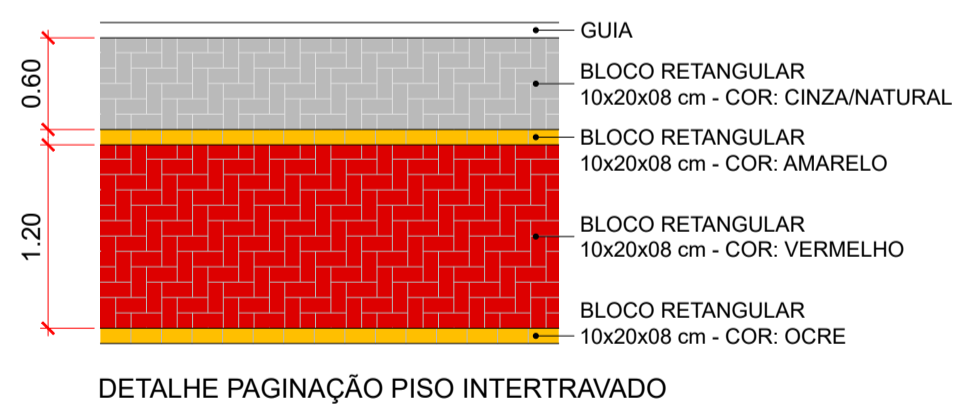 GUIA
0.60
BLOCO RETANGULAR
10x20x08 cm - COR: CINZA/NATURAL
BLOCO RETANGULAR
10x20x08 cm - COR: AMARELO
1.20
BLOCO RETANGULAR
10x20x08 cm - COR: VERMELHO
BLOCO RETANGULAR
10x20x08 cm - COR: OCRE
DETALHE PAGINAÇÃO PISO INTERTRAVADO